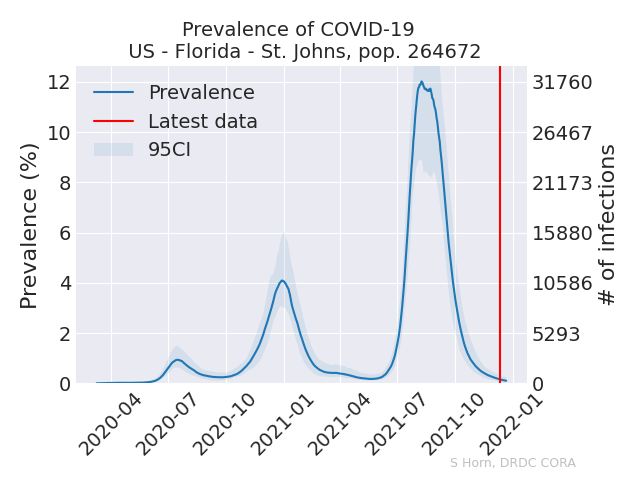 Prevalence of COVID-19
US - Florida - St. Johns, pop. 264672
Prevalence
Latest data
95CI
Prevalence (%)
12
10
8
6
4
2
0
31760
26467
21173
15880
10586
5293
0
# of infections
2020-04
2020-07
2020-10
2021-01
2021-04
2021-07
2021-10
2022-01
S Horn, DRDC CORA